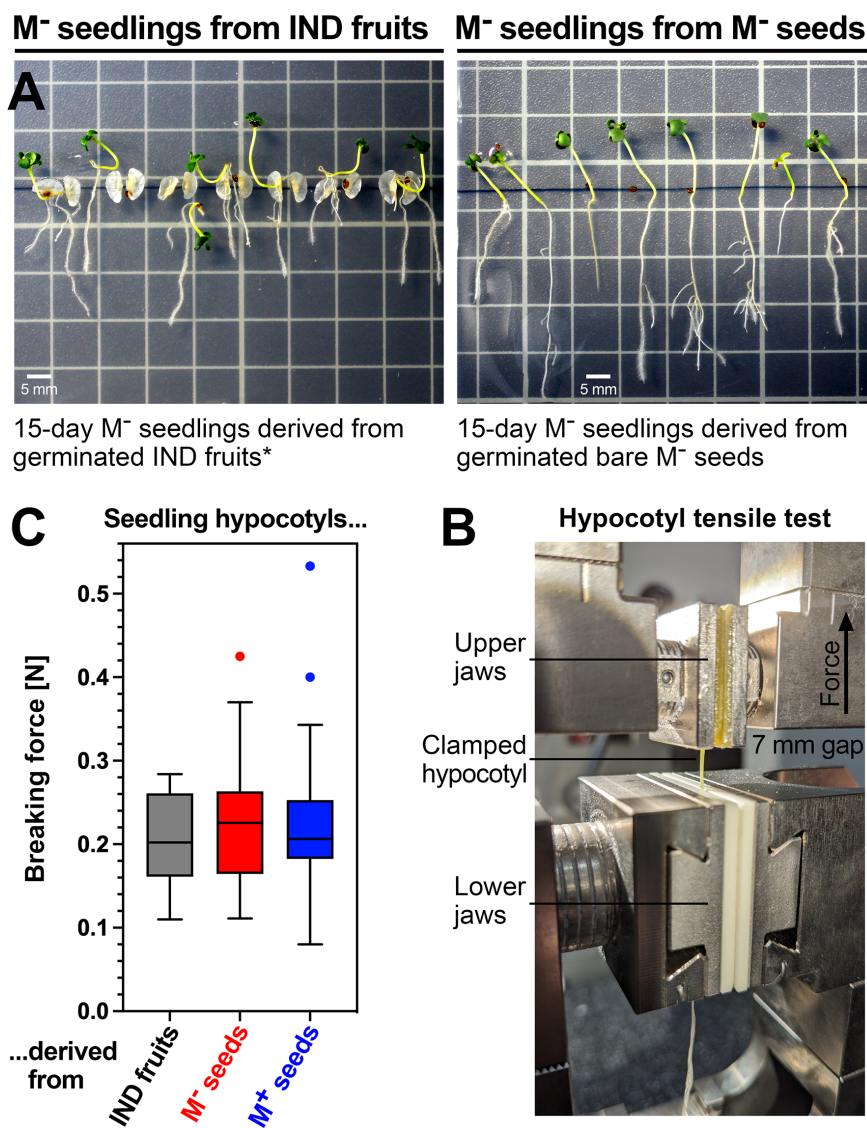 M- seedlings from IND fruits
M- seedlings from M- seeds
A
5 mm
5 mm
15-day M- seedlings derived from
germinated IND fruits*
15-day M- seedlings derived from
germinated bare M- seeds
C
Seedling hypocotyls...
Breaking force [N]
0.5
0.4
0.3
0.2
0.1
0.0
...derived
from
IND fruits
M- seeds
M+ seeds
B
Hypocotyl tensile test
Upper
jaws
Force
Clamped
hypocotyl
7 mm gap
Lower
jaws